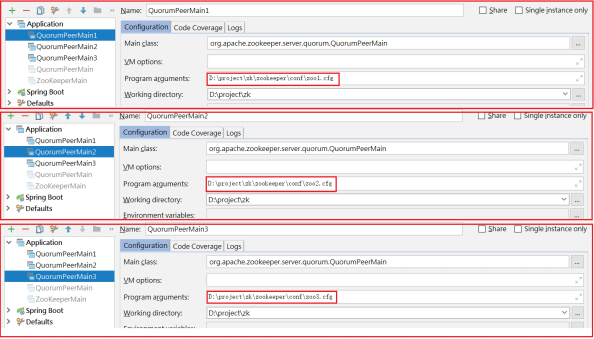 Name: QuorumPeerMain1 Share Single instance only
Application
QuorumPeerMain1
QuorumPeerMain2
QuorumPeerMain3
QuorumPeerMain
ZooKeeperMain
Spring Boot
Defaults
Configuration Code Coverage Logs
Main class: org.apache.zookeeper.server.quorum.QuorumPeerMain ...
VM options:
Program arguments: D:\project\zk\zookeeper\conf\zoo1.cfg
Working directory: D:\project\zk ...
Name: QuorumPeerMain2 Share Single instance only
Application
QuorumPeerMain1
QuorumPeerMain2
QuorumPeerMain3
QuorumPeerMain
ZooKeeperMain
Spring Boot
Defaults
Configuration Code Coverage Logs
Main class: org.apache.zookeeper.server.quorum.QuorumPeerMain ...
VM options:
Program arguments: D:\project\zk\zookeeper\conf\zoo2.cfg
Working directory: D:\project\zk ...
Environment variables:
Name: QuorumPeerMain3 Share Single instance only
Application
QuorumPeerMain1
QuorumPeerMain2
QuorumPeerMain3
QuorumPeerMain
ZooKeeperMain
Spring Boot
Defaults
Configuration Code Coverage Logs
Main class: org.apache.zookeeper.server.quorum.QuorumPeerMain ...
VM options:
Program arguments: D:\project\zk\zookeeper\conf\zoo3.cfg
Working directory: D:\project\zk ...
Environment variables: